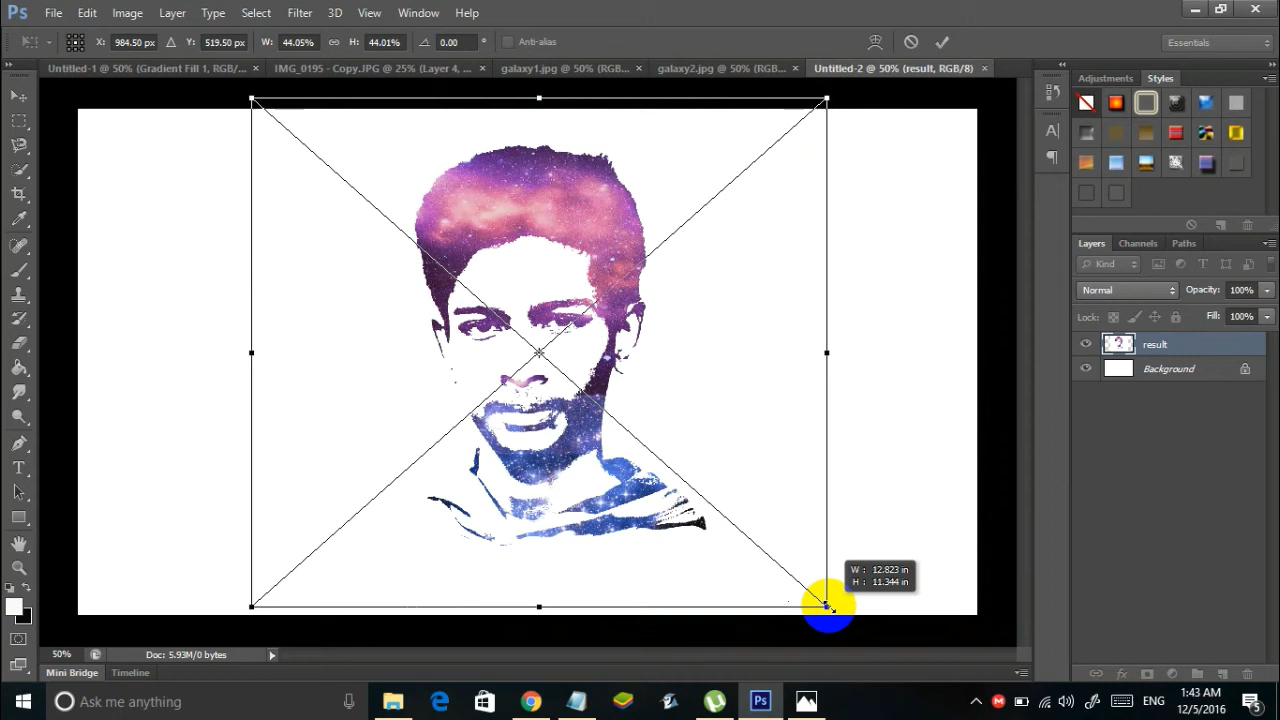 Ps File Edit Image Layer Type Select Filter 3D View Window Help
X: 984.50 px Y: 519.50 px W: 44.05% H: 44.01% 0.00 ° Anti-alias Essentials
Untitled-1 @ 50% (Gradient Fill 1, RGB/... × IMG_0195 - Copy.JPG @ 25% (Layer 4, ... × galaxy1.jpg @ 50% (RGB... × galaxy2.jpg @ 50% (RGB... × Untitled-2 @ 50% (result, RGB/8) ×
Adjustments Styles
Layers Channels Paths
Kind
Normal Opacity: 100%
Lock: Fill: 100%
result
Background
W : 12.823 in
H : 11.344 in
50% Doc: 5.93M/0 bytes
Mini Bridge Timeline
Ask me anything
ENG
1:43 AM
12/5/2016
5